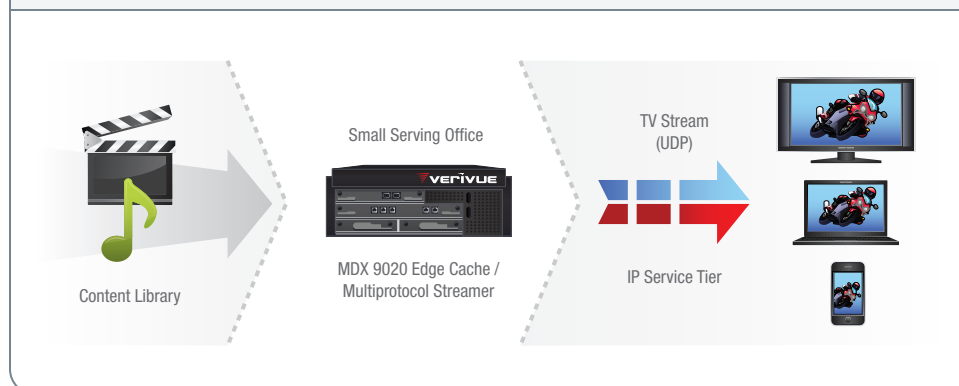 Content Library
Small Serving Office
verivue
MDX 9020 Edge Cache /
Multiprotocol Streamer
TV Stream
(UDP)
IP Service Tier